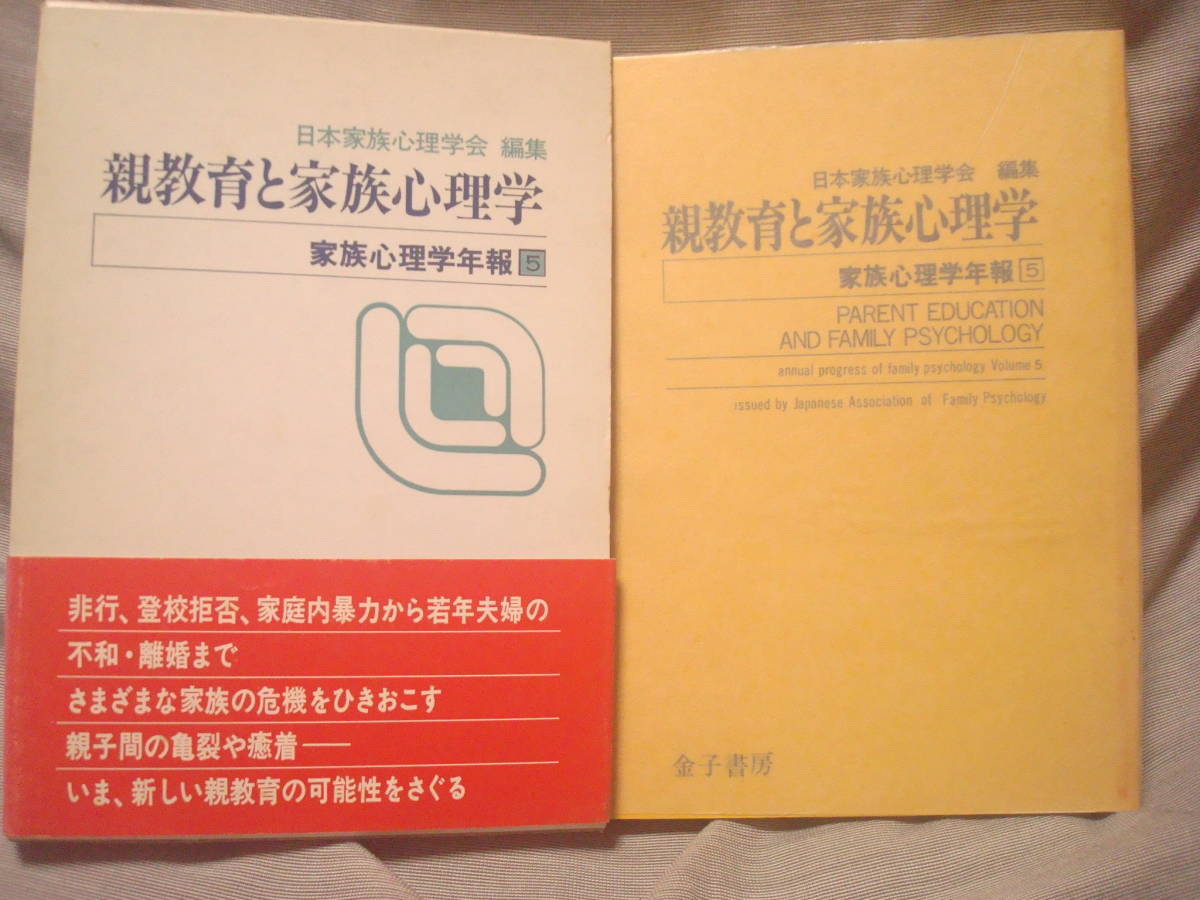 日本家族心理学会 編集
親教育と家族心理学
家族心理学年報 5
非行、登校拒否、家庭内暴力から若年夫婦の
不和・離婚まで
さまざまな家族の危機をひきおこす
親子間の亀裂や癒着――
いま、新しい親教育の可能性をさぐる
日本家族心理学会 編集
親教育と家族心理学
家族心理学年報 5
PARENT EDUCATION
AND FAMILY PSYCHOLOGY
annual progress of family psychology Volume 5
issued by Japanese Association of Family Psychology
金子書房